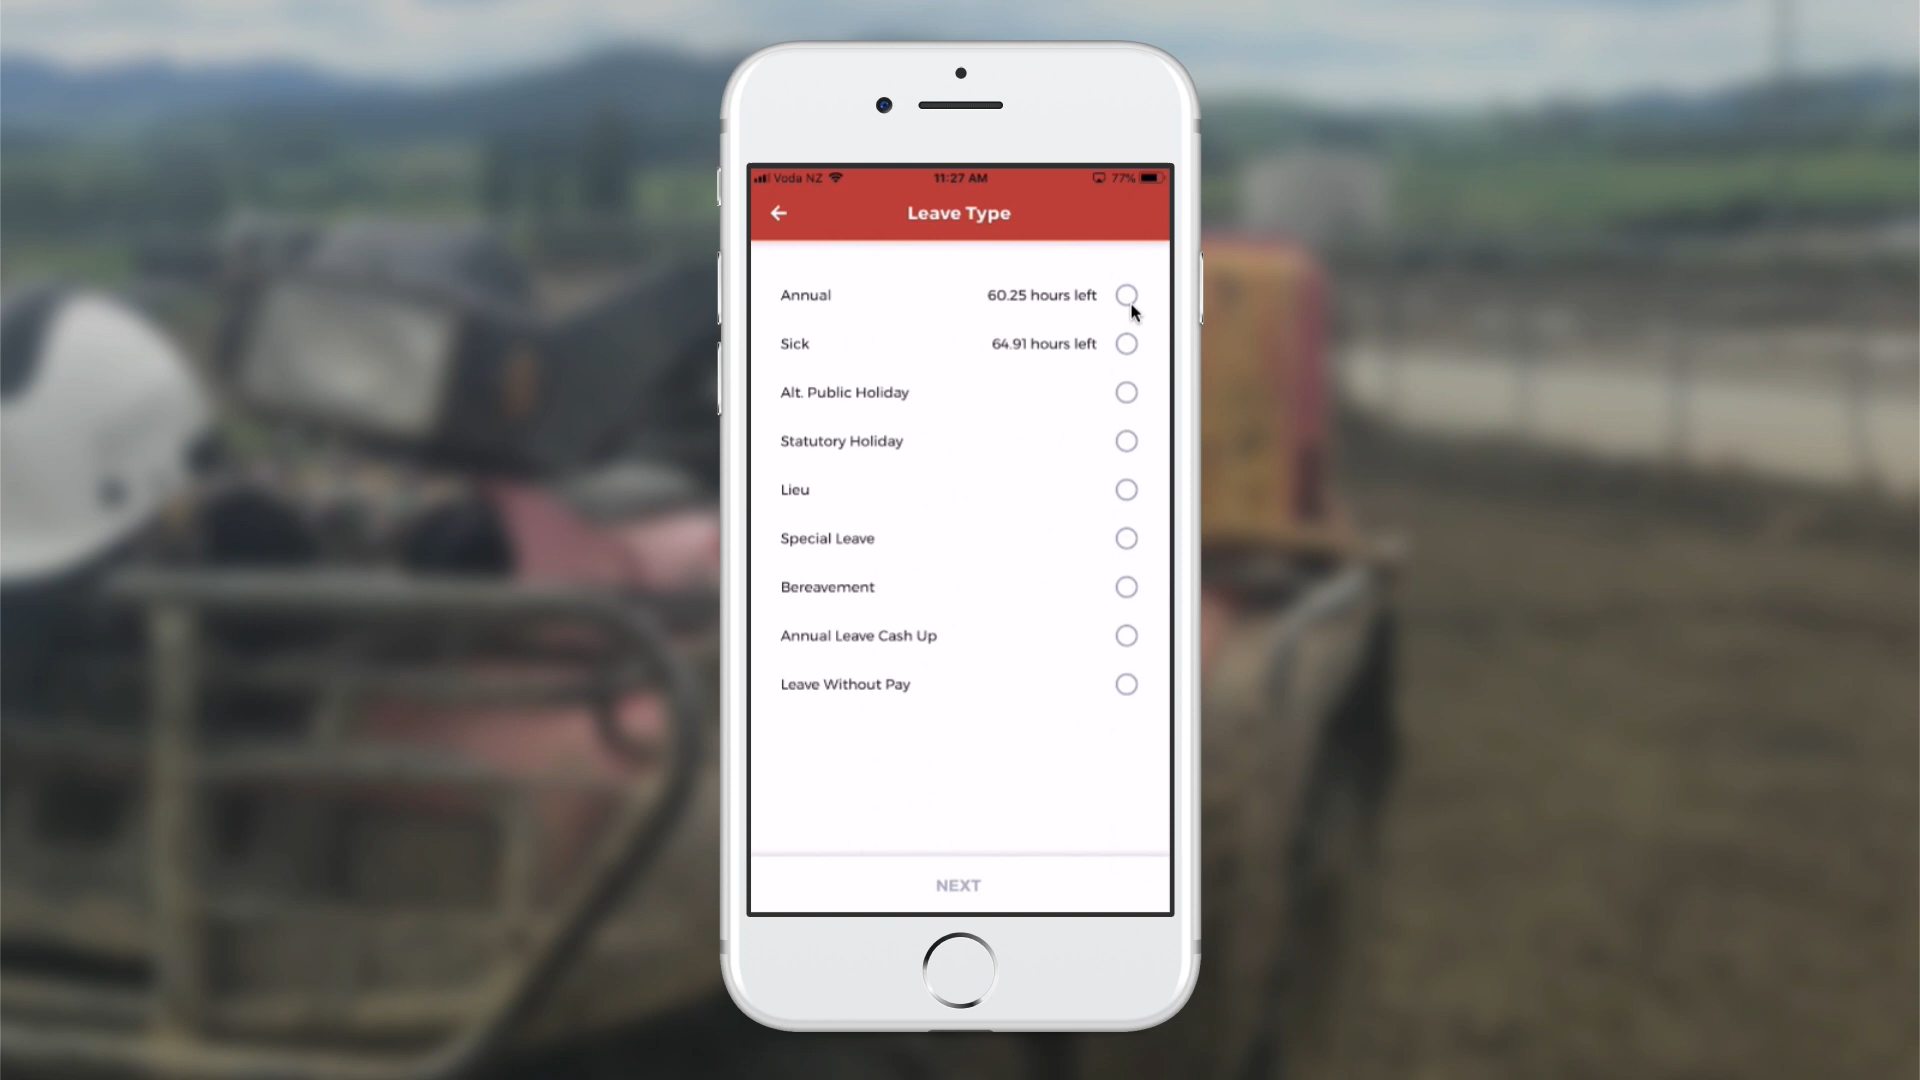 Voda NZ 11:27 AM 77%
Leave Type
Annual 60.25 hours left
Sick 64.91 hours left
Alt. Public Holiday
Statutory Holiday
Lieu
Special Leave
Bereavement
Annual Leave Cash Up
Leave Without Pay
NEXT